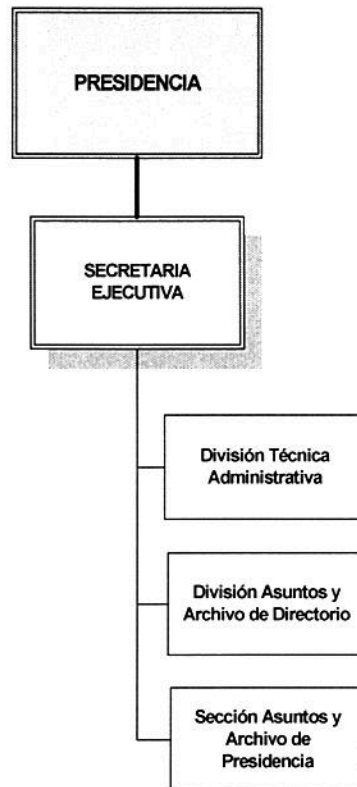 PRESIDENCIA
SECRETARIA
EJECUTIVA
División Técnica
Administrativa
División Asuntos y
Archivo de Directorio
Sección Asuntos y
Archivo de
Presidencia